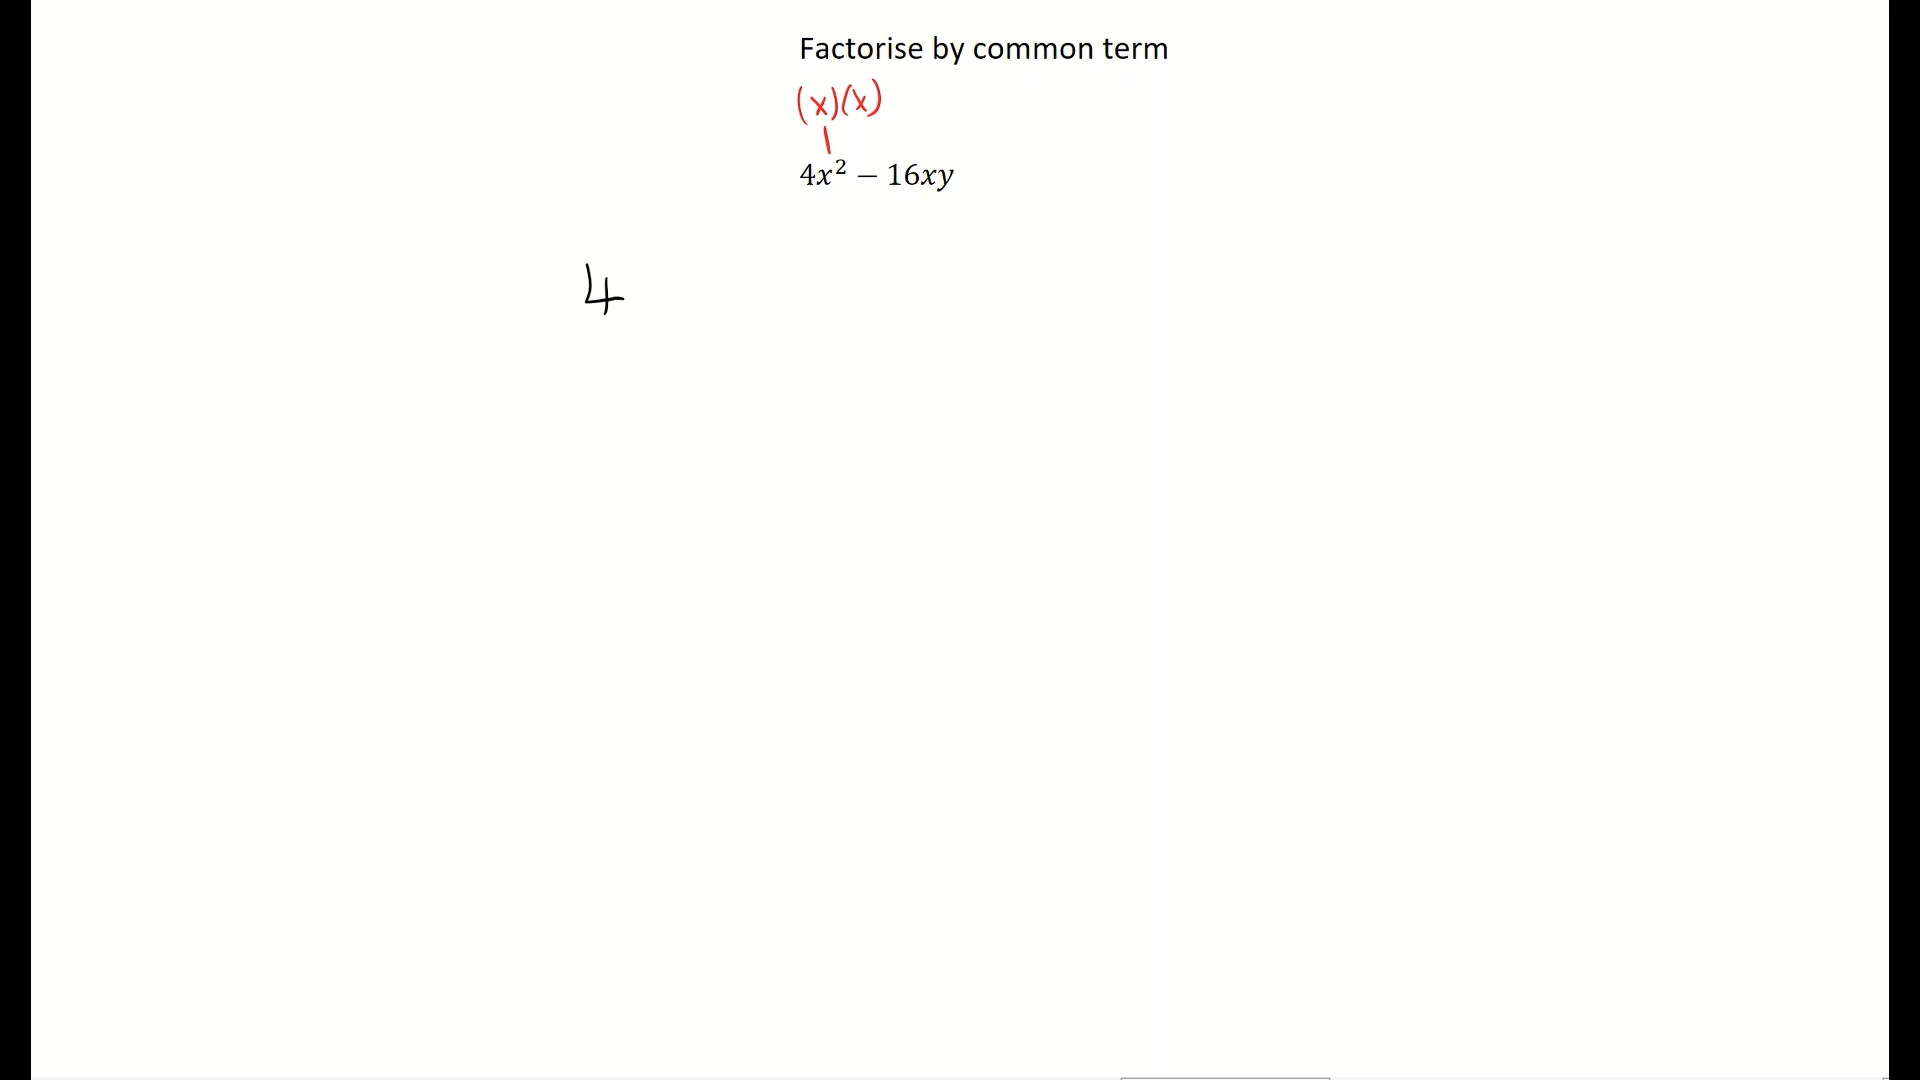 Factorise by common term
(x)(x)
4x² − 16xy
4